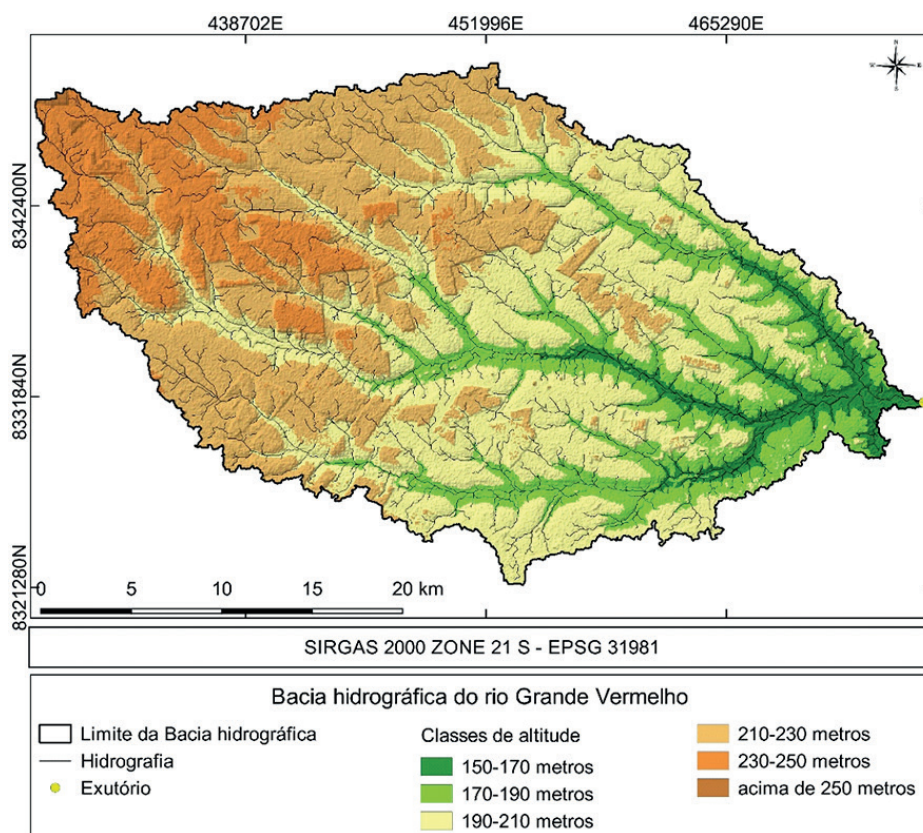 438702E 451996E 465290E
N
W E
S
8342400N
8331840N
8321280N
0 5 10 15 20 km
SIRGAS 2000 ZONE 21 S - EPSG 31981
Bacia hidrográfica do rio Grande Vermelho
Limite da Bacia hidrográfica
Hidrografia
Exutório
Classes de altitude
150-170 metros
170-190 metros
190-210 metros
210-230 metros
230-250 metros
acima de 250 metros